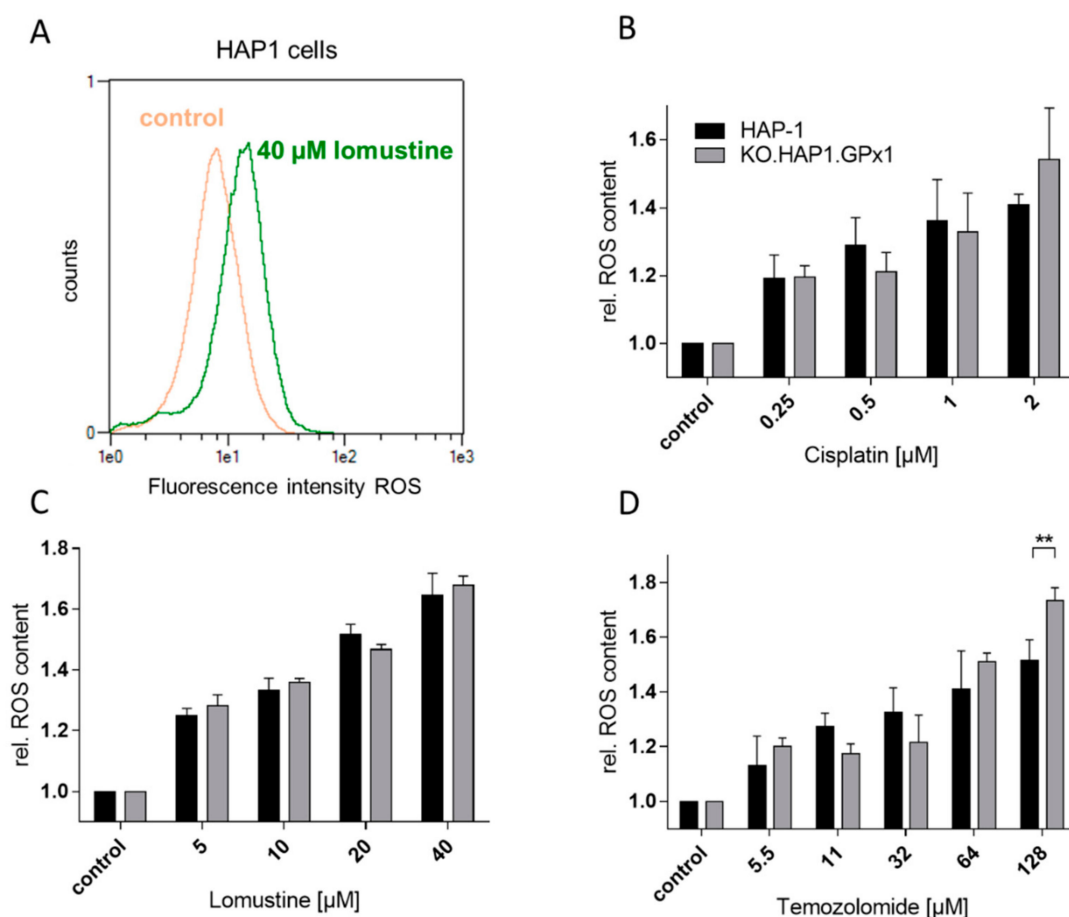 A
HAP1 cells
1
control
40 µM lomustine
counts
0
1e0 1e1 1e2 1e3
Fluorescence intensity ROS
B
HAP-1
KO.HAP1.GPx1
1.6
1.4
1.2
1.0
rel. ROS content
control 0.25 0.5 1 2
Cisplatin [µM]
C
1.8
1.6
1.4
1.2
1.0
rel. ROS content
control 5 10 20 40
Lomustine [µM]
D
**
1.8
1.6
1.4
1.2
1.0
rel. ROS content
control 5.5 11 32 64 128
Temozolomide [µM]